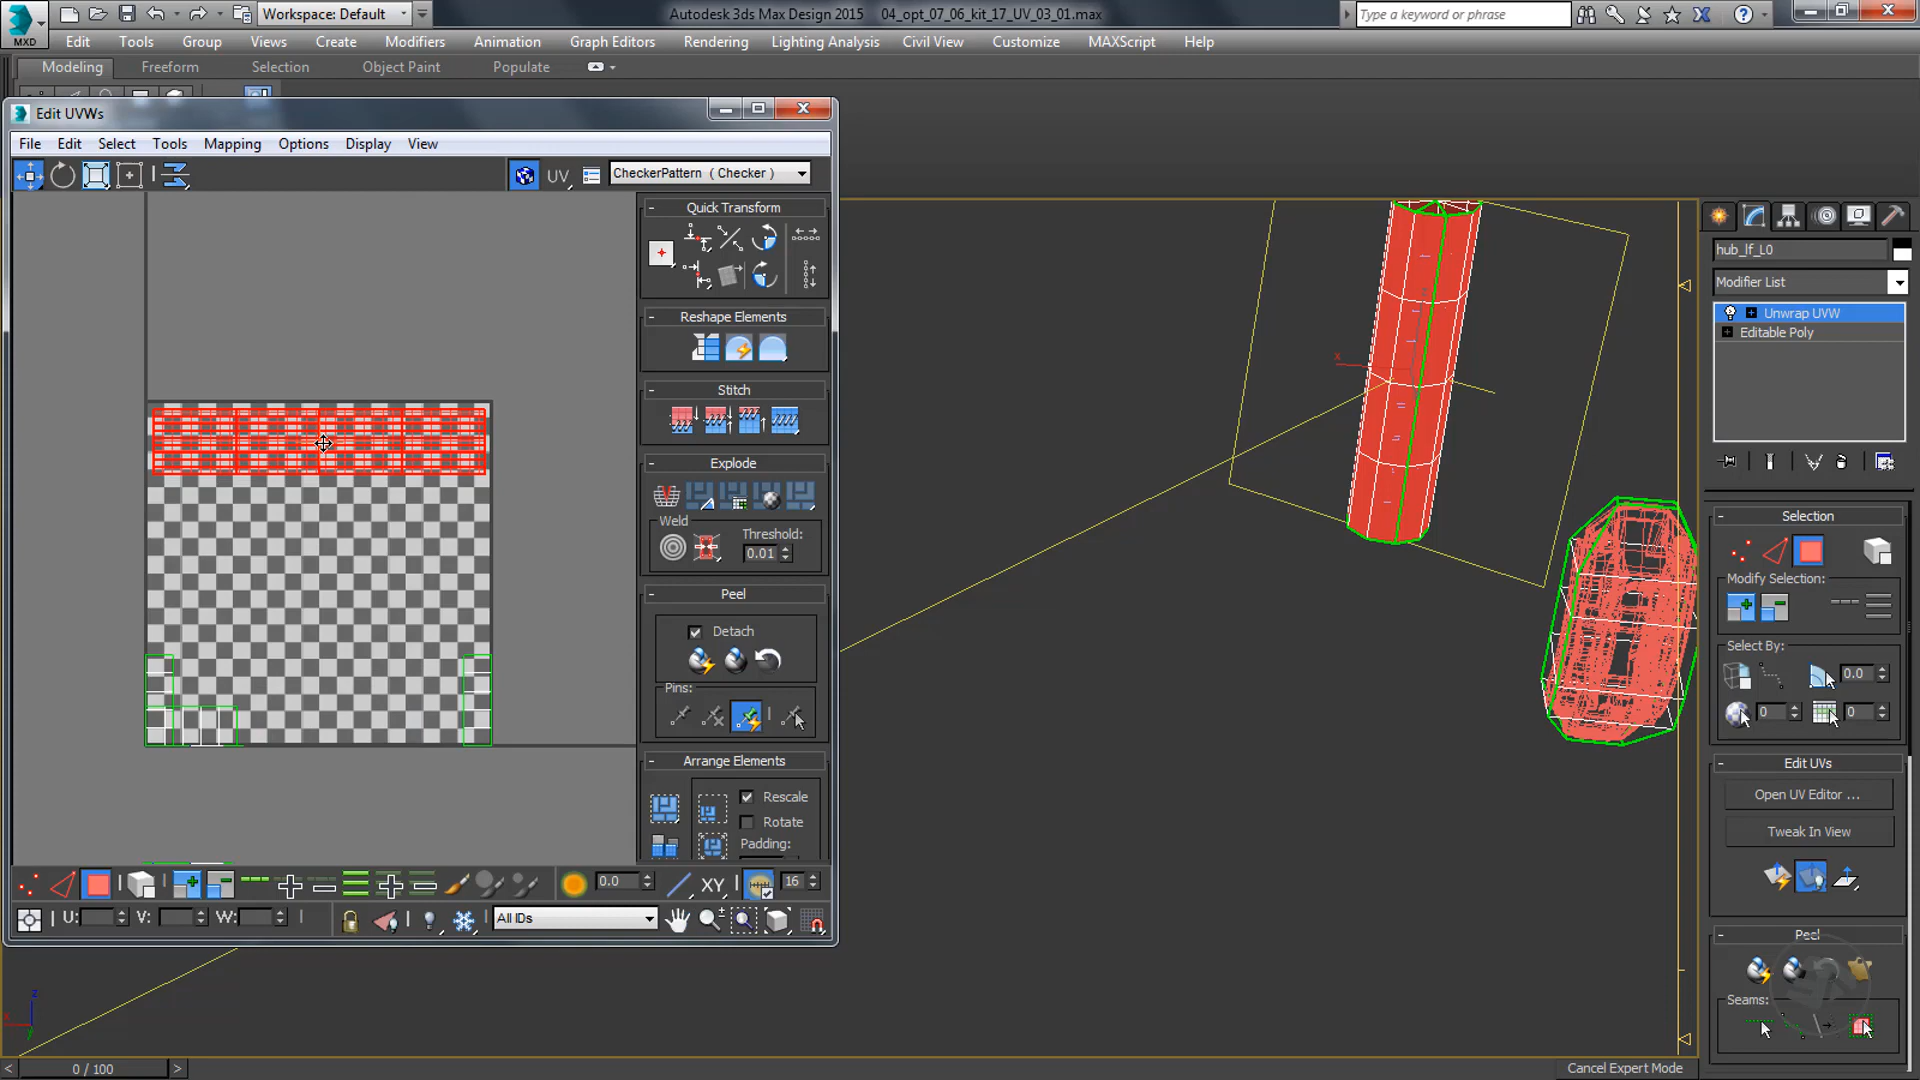 Workspace: Default
Autodesk 3ds Max Design 2015    04_opt_07_06_kit_17_UV_03_01.max
Type a keyword or phrase
MXD
Edit Tools Group Views Create Modifiers Animation Graph Editors Rendering Lighting Analysis Civil View Customize MAXScript Help
Modeling Freeform Selection Object Paint Populate
Edit UVWs
File Edit Select Tools Mapping Options Display View
UV
CheckerPattern ( Checker )
- Quick Transform
- Reshape Elements
- Stitch
- Explode
Weld
Threshold:
0.01
- Peel
Detach
Pins:
- Arrange Elements
Rescale
Rotate
Padding:
0.0
XY
16
U: V: W:
All IDs
x
z
x
y
hub_lf_L0
Modifier List
+ Unwrap UVW
+ Editable Poly
- Selection
Modify Selection:
Select By:
0.0
0
0
- Edit UVs
Open UV Editor ...
Tweak In View
- Peel
Seams:
< 0 / 100 >
Cancel Expert Mode